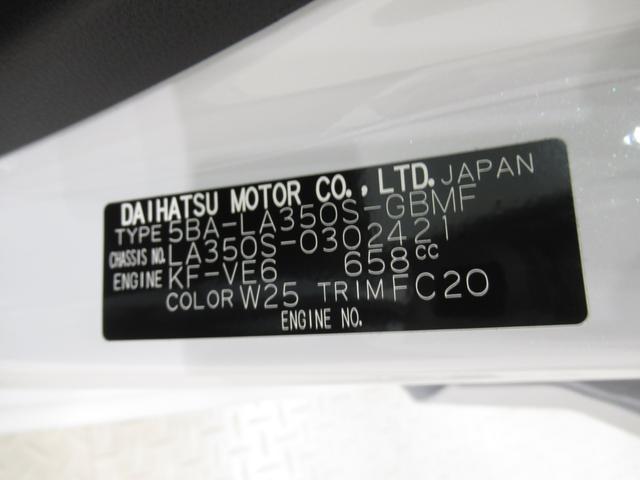 DAIHATSU MOTOR CO.,LTD. JAPAN
TYPE 5BA-LA350S-GBMF
CHASSIS NO. LA350S-0302421
ENGINE KF-VE6 658cc
COLOR W25 TRIM FC20
ENGINE NO.